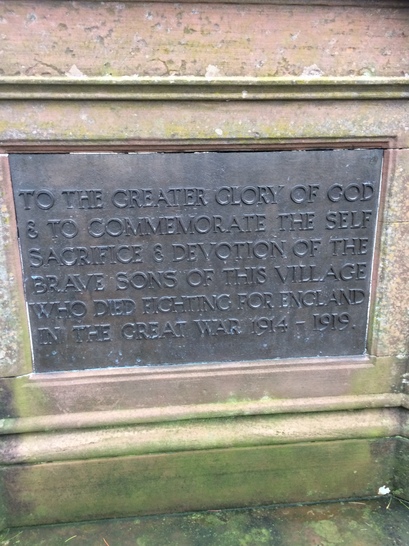 TO THE GREATER GLORY OF GOD
& TO COMMEMORATE THE SELF
SACRIFICE & DEVOTION OF THE
BRAVE SONS OF THIS VILLAGE
WHO DIED FIGHTING FOR ENGLAND
IN THE GREAT WAR 1914 - 1919.